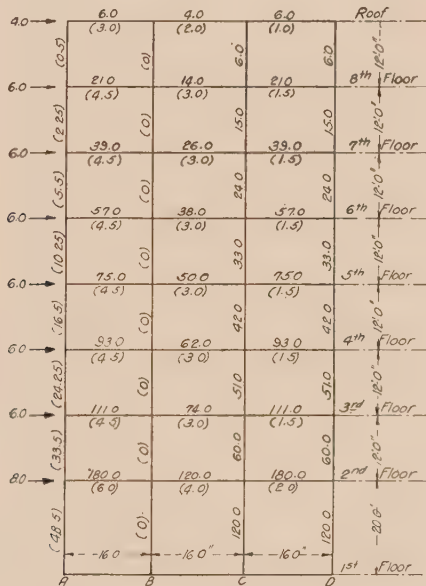 6.0 4.0 6.0 Roof
4.0 (3.0) (2.0) (1.0)
(0.5) (0) 6.0 6.0 12'0"
21.0 14.0 21.0 8th Floor
6.0 (4.5) (3.0) (1.5)
(2.25) (0) 15.0 15.0 12'0"
39.0 26.0 39.0 7th Floor
6.0 (4.5) (3.0) (1.5)
(5.5) (0) 24.0 24.0 12'0"
57.0 38.0 57.0 6th Floor
6.0 (4.5) (3.0) (1.5)
(10.25) (0) 33.0 33.0 12'0"
75.0 50.0 75.0 5th Floor
6.0 (4.5) (3.0) (1.5)
(16.5) (0) 42.0 42.0 12'0"
93.0 62.0 93.0 4th Floor
6.0 (4.5) (3.0) (1.5)
(24.25) (0) 51.0 51.0 12'0"
111.0 74.0 111.0 3rd Floor
6.0 (4.5) (3.0) (1.5)
(33.5) (0) 60.0 60.0
180.0 120.0 180.0 2nd Floor
8.0 (6.0) (4.0) (2.0)
(48.5) (0) 120.0 120.0
16.0 16.0" 16.0"
A B C D 1st Floor